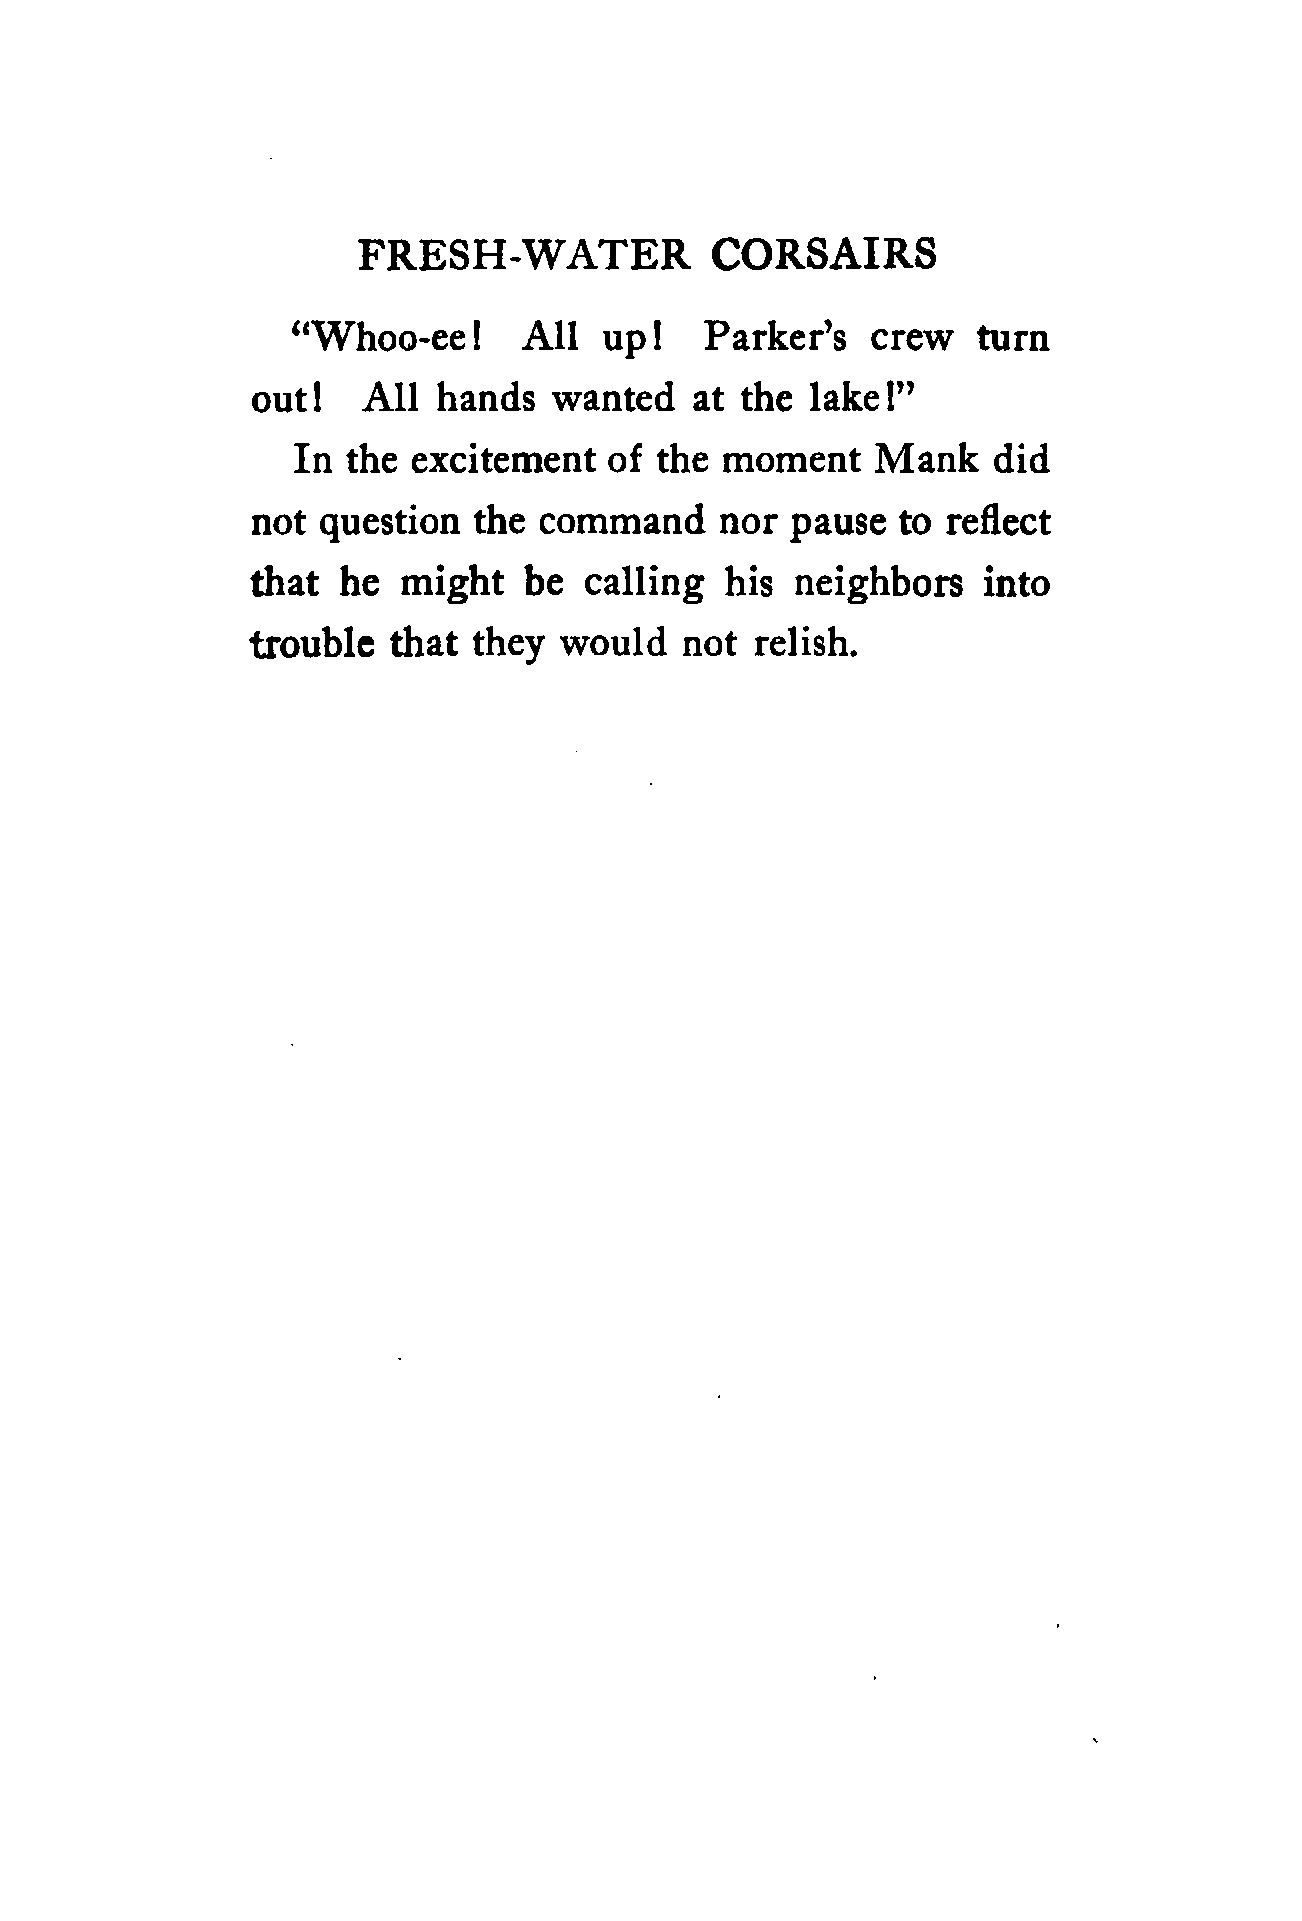 FRESH-WATER CORSAIRS
“Whoo-ee! All up! Parker’s crew turn
out! All hands wanted at the lake!”
In the excitement of the moment Mank did
not question the command nor pause to reflect
that he might be calling his neighbors into
trouble that they would not relish.